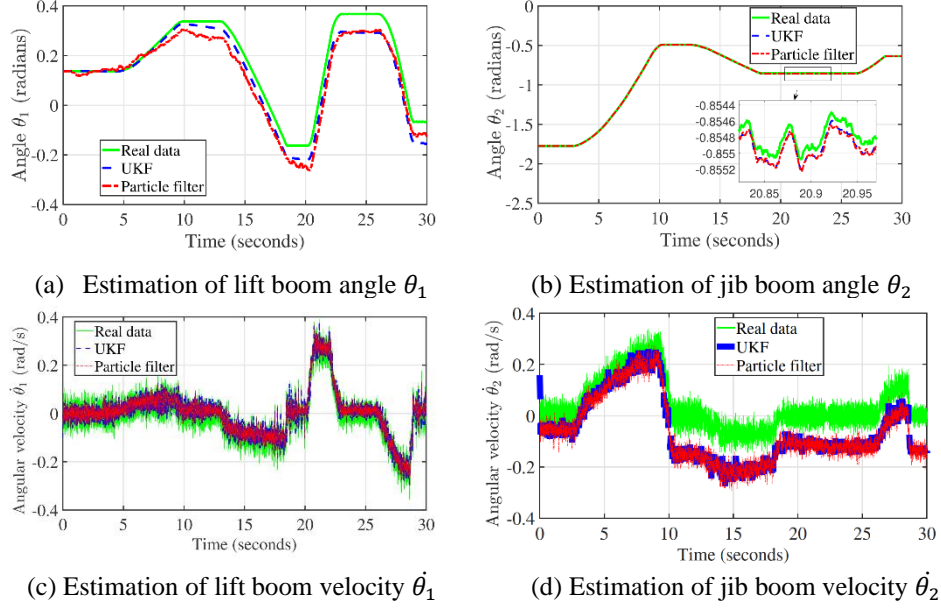 0.4
0.2
0
-0.2
0.4
Angle θ₁ (radians)
Real data
UKF
Particle filter
0 5 10 15 20 25 30
Time (seconds)
(a) Estimation of lift boom angle θ₁
0
-0.5
-1
-1.5
-2
-2.5
Angle θ₂ (radians)
Real data
UKF
Particle filter
-0.8544
-0.8546
-0.8548
-0.855
-0.8552
20.85 20.9 20.95
0 5 10 15 20 25 30
Time (seconds)
(b) Estimation of jib boom angle θ₂
0.4
0.2
0
-0.2
-0.4
Angular velocity θ̇₁ (rad/s)
Real data
UKF
Particle filter
0 5 10 15 20 25 30
Time (seconds)
(c) Estimation of lift boom velocity θ̇₁
0.4
0.2
0
-0.2
-0.4
Angular velocity θ̇₂ (rad/s)
Real data
UKF
Particle filter
0 5 10 15 20 25 30
Time (seconds)
(d) Estimation of jib boom velocity θ̇₂